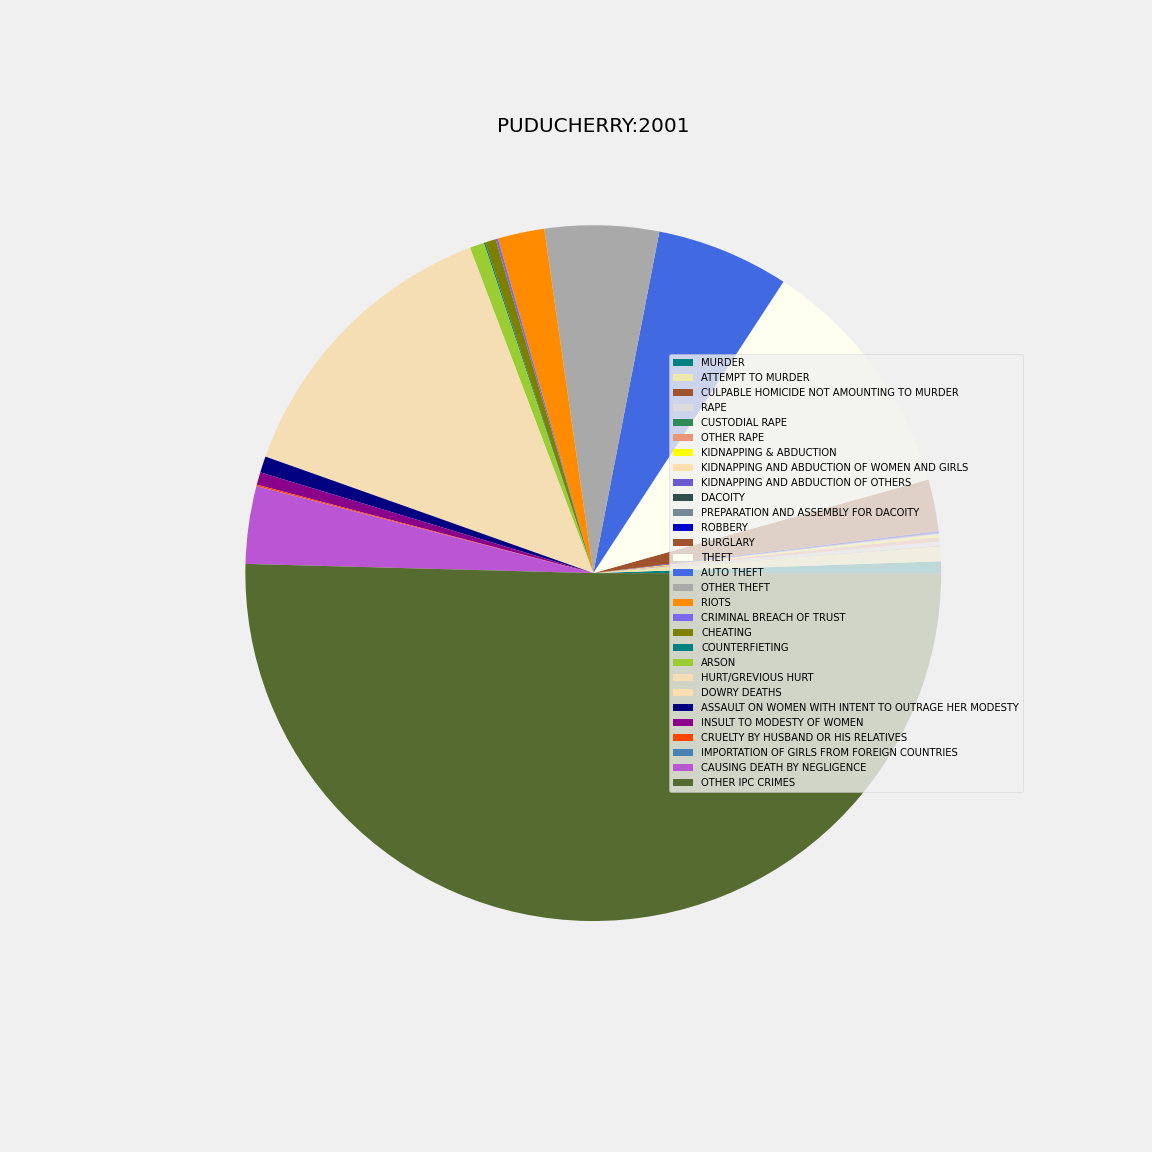 PUDUCHERRY:2001
MURDER
ATTEMPT TO MURDER
CULPABLE HOMICIDE NOT AMOUNTING TO MURDER
RAPE
CUSTODIAL RAPE
OTHER RAPE
KIDNAPPING & ABDUCTION
KIDNAPPING AND ABDUCTION OF WOMEN AND GIRLS
KIDNAPPING AND ABDUCTION OF OTHERS
DACOITY
PREPARATION AND ASSEMBLY FOR DACOITY
ROBBERY
BURGLARY
THEFT
AUTO THEFT
OTHER THEFT
RIOTS
CRIMINAL BREACH OF TRUST
CHEATING
COUNTERFIETING
ARSON
HURT/GREVIOUS HURT
DOWRY DEATHS
ASSAULT ON WOMEN WITH INTENT TO OUTRAGE HER MODESTY
INSULT TO MODESTY OF WOMEN
CRUELTY BY HUSBAND OR HIS RELATIVES
IMPORTATION OF GIRLS FROM FOREIGN COUNTRIES
CAUSING DEATH BY NEGLIGENCE
OTHER IPC CRIMES